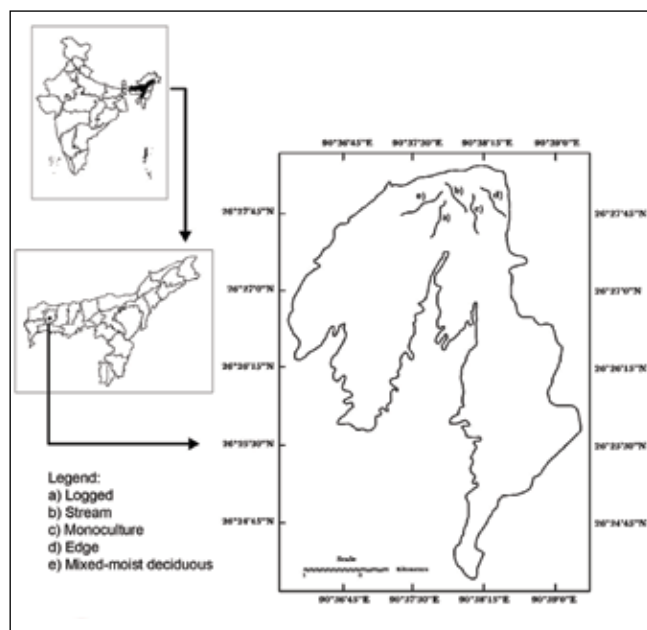 90°36'45"E 90°37'30"E 90°38'15"E 90°39'0"E
e) b) d)
a) c)
26°27'45"N 26°27'45"N
26°27'0"N 26°27'0"N
26°26'15"N 26°26'15"N
26°25'30"N 26°25'30"N
26°24'45"N 26°24'45"N
Legend:
a) Logged
b) Stream
c) Monoculture
d) Edge
e) Mixed-moist deciduous
Scale
Kilometers
90°36'45"E 90°37'30"E 90°38'15"E 90°39'0"E